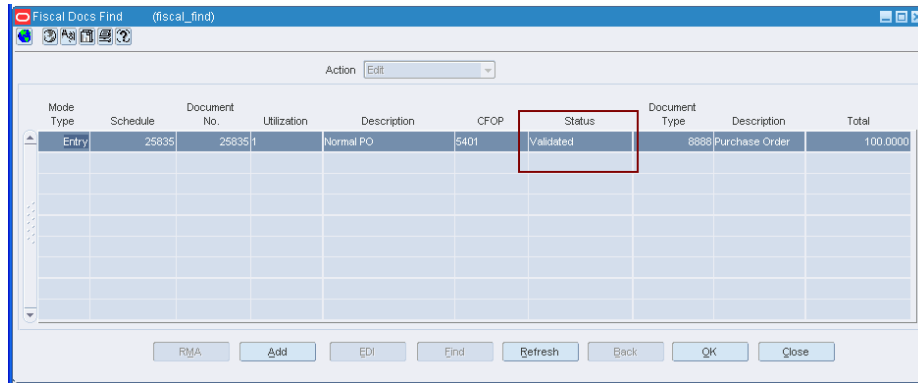 Fiscal Docs Find (fiscal_find)
Action Edit
Mode Type Schedule Document No. Utilization Description CFOP Status Document Type Description Total
Entry 25835 25835 1 Normal PO 5401 Validated 8888 Purchase Order 100.0000
RMA Add EDI Find Refresh Back OK Close